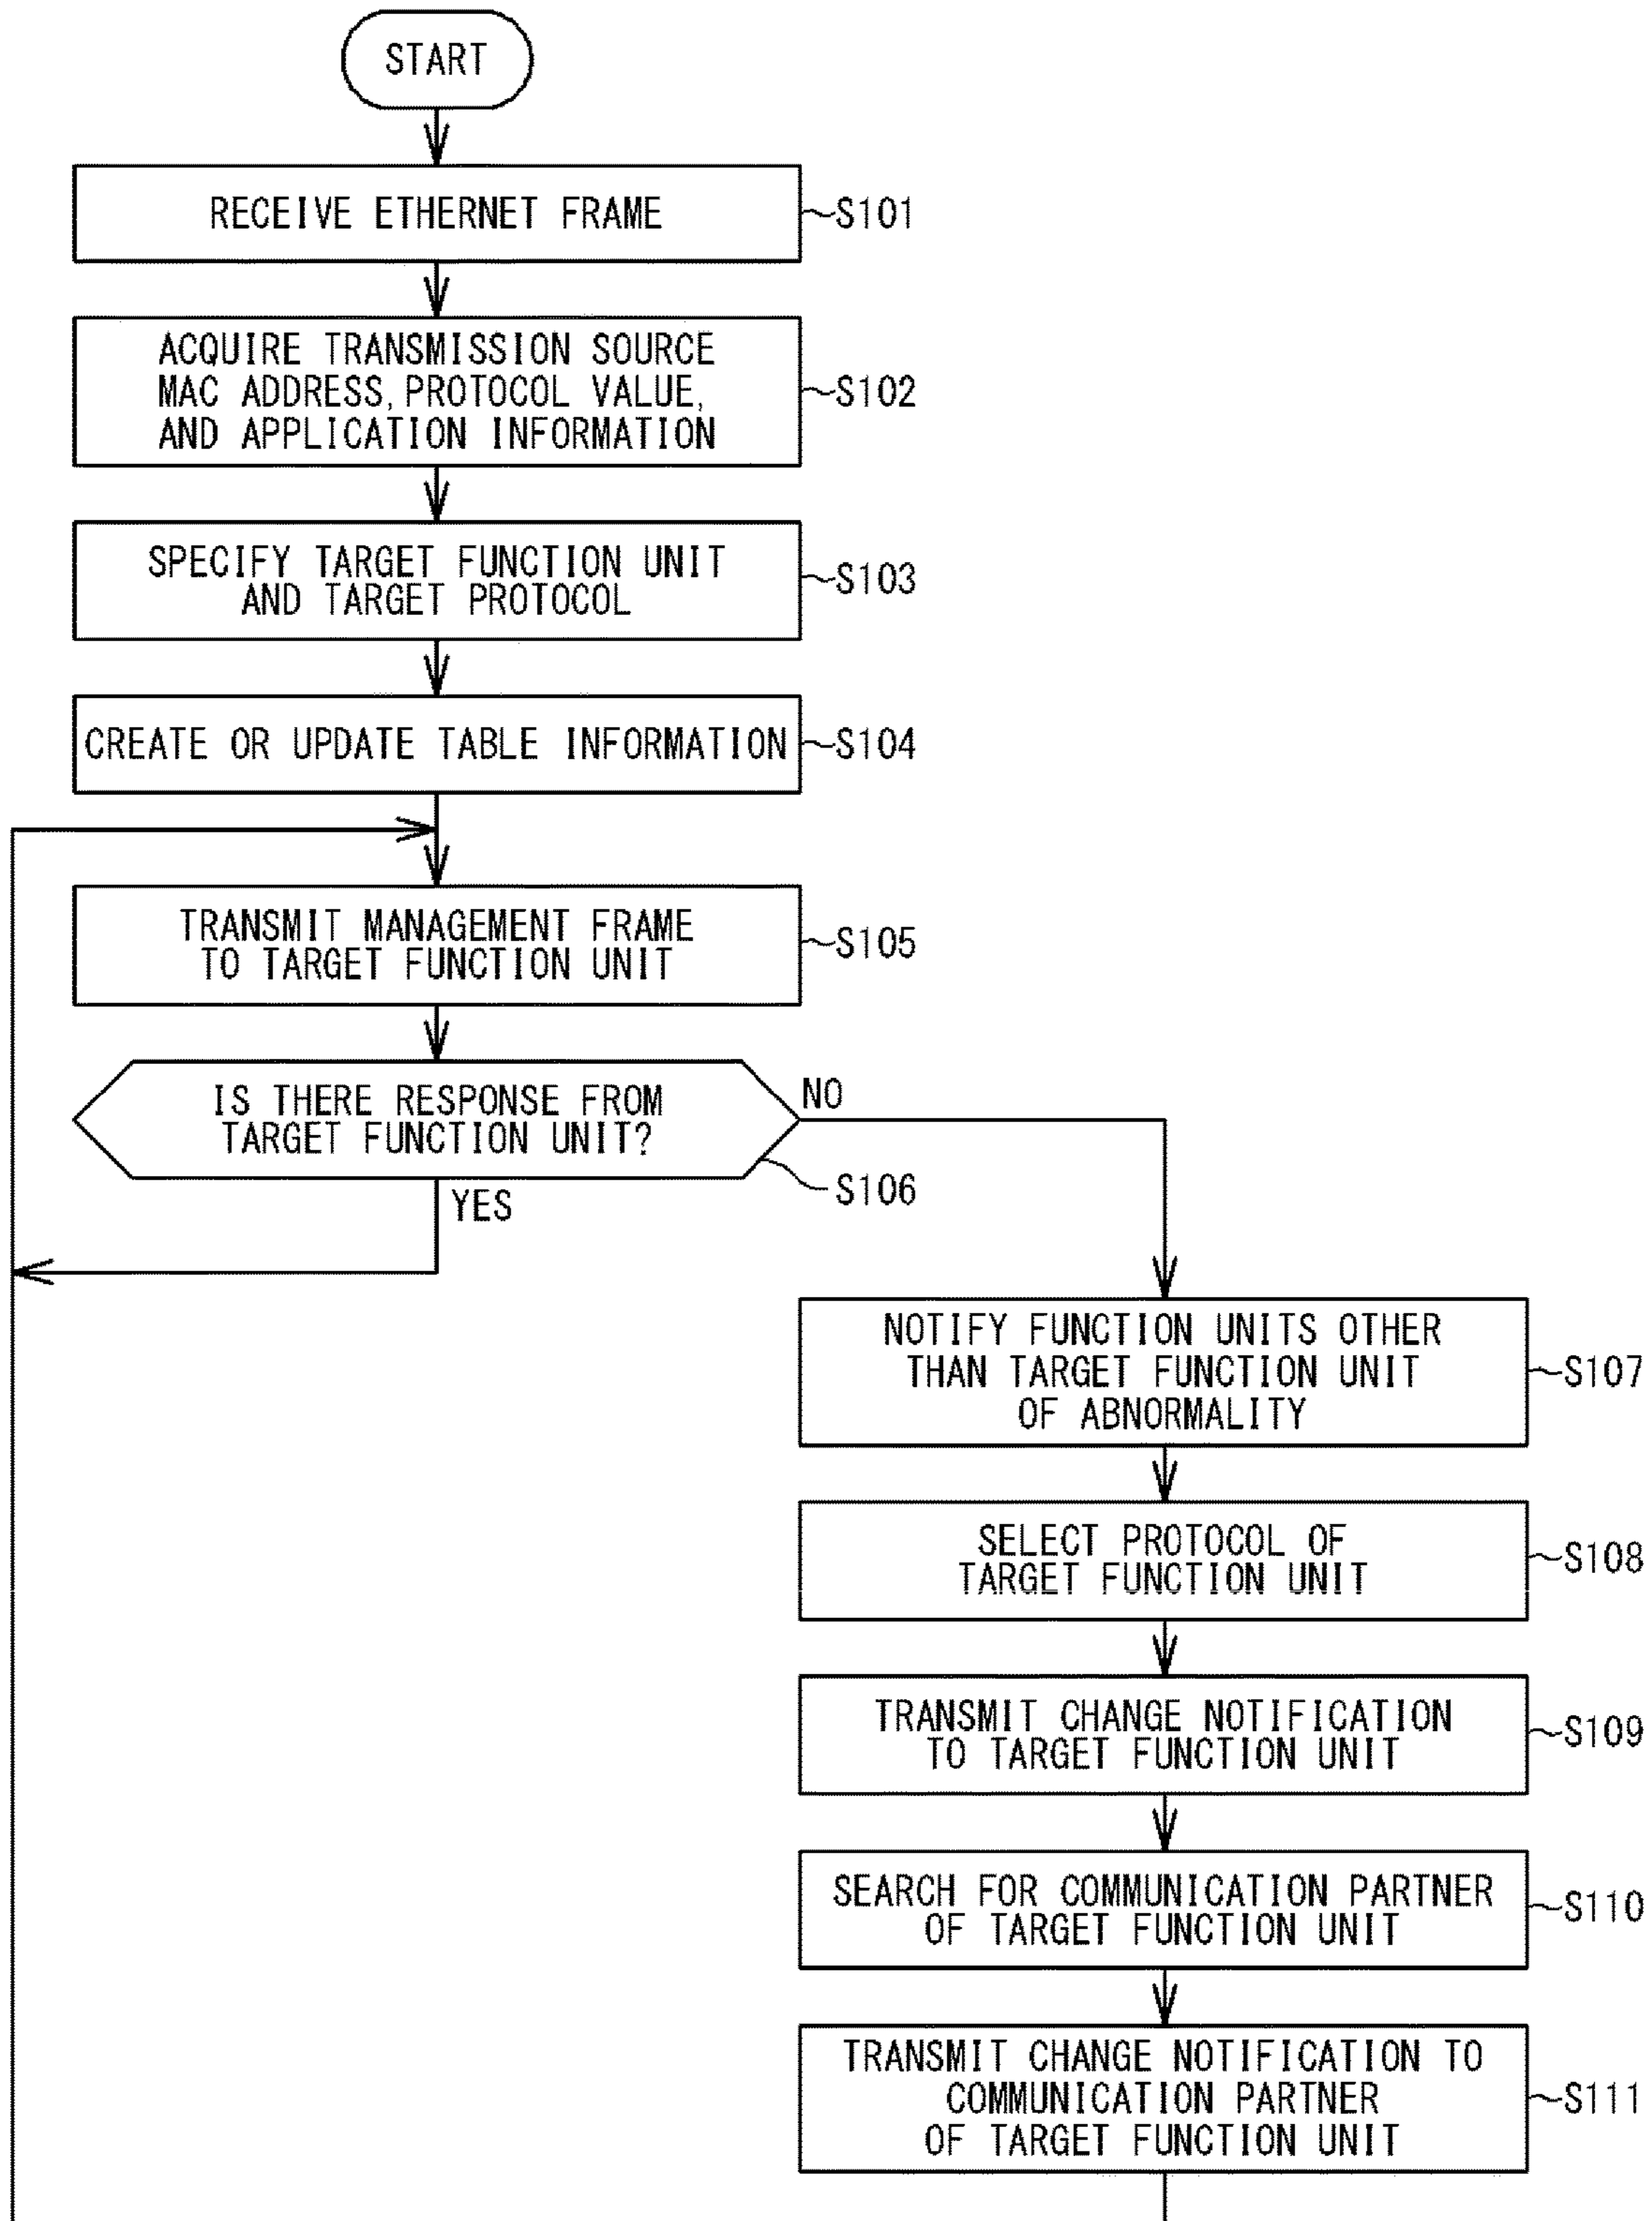 START
RECEIVE ETHERNET FRAME
S101
ACQUIRE TRANSMISSION SOURCE
MAC ADDRESS, PROTOCOL VALUE,
AND APPLICATION INFORMATION
S102
SPECIFY TARGET FUNCTION UNIT
AND TARGET PROTOCOL
S103
CREATE OR UPDATE TABLE INFORMATION
S104
TRANSMIT MANAGEMENT FRAME
TO TARGET FUNCTION UNIT
S105
IS THERE RESPONSE FROM
TARGET FUNCTION UNIT?
NO
S106
YES
NOTIFY FUNCTION UNITS OTHER
THAN TARGET FUNCTION UNIT
OF ABNORMALITY
S107
SELECT PROTOCOL OF
TARGET FUNCTION UNIT
S108
TRANSMIT CHANGE NOTIFICATION
TO TARGET FUNCTION UNIT
S109
SEARCH FOR COMMUNICATION PARTNER
OF TARGET FUNCTION UNIT
S110
TRANSMIT CHANGE NOTIFICATION TO
COMMUNICATION PARTNER
OF TARGET FUNCTION UNIT
S111